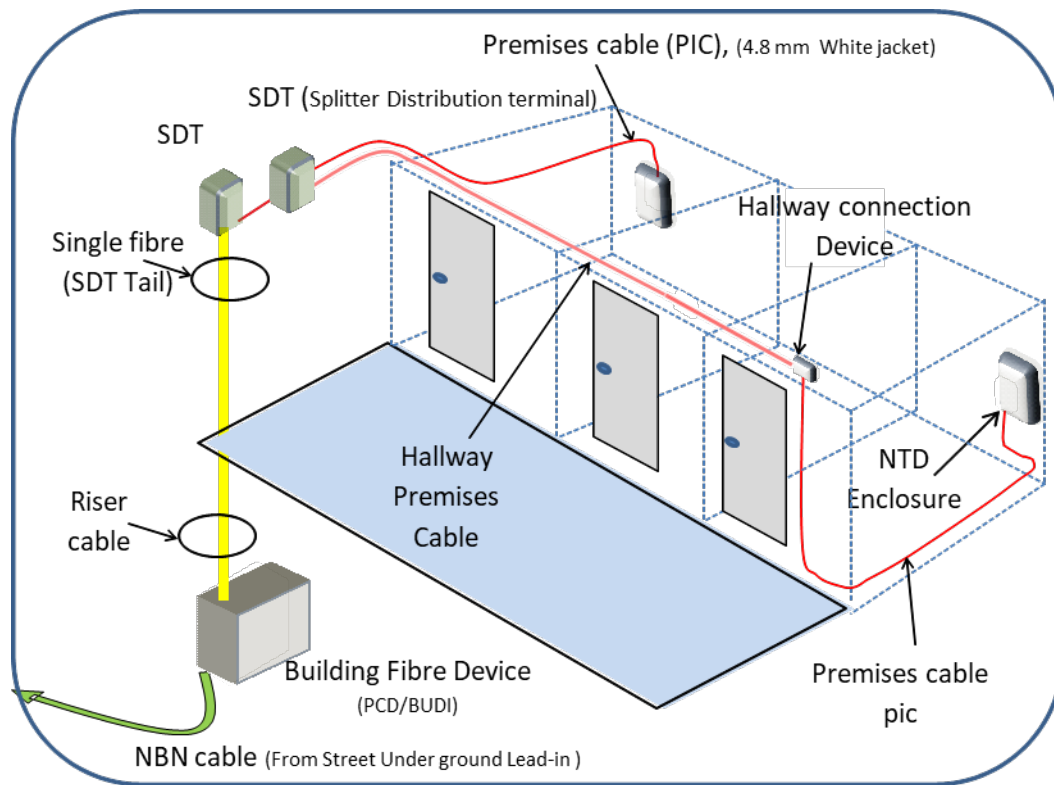 Premises cable (PIC), (4.8 mm White jacket)
SDT (Splitter Distribution terminal)
SDT
Hallway connection
Device
Single fibre
(SDT Tail)
Hallway
Premises
Cable
NTD
Enclosure
Riser
cable
Building Fibre Device
(PCD/BUDI)
Premises cable
pic
NBN cable (From Street Under ground Lead-in )